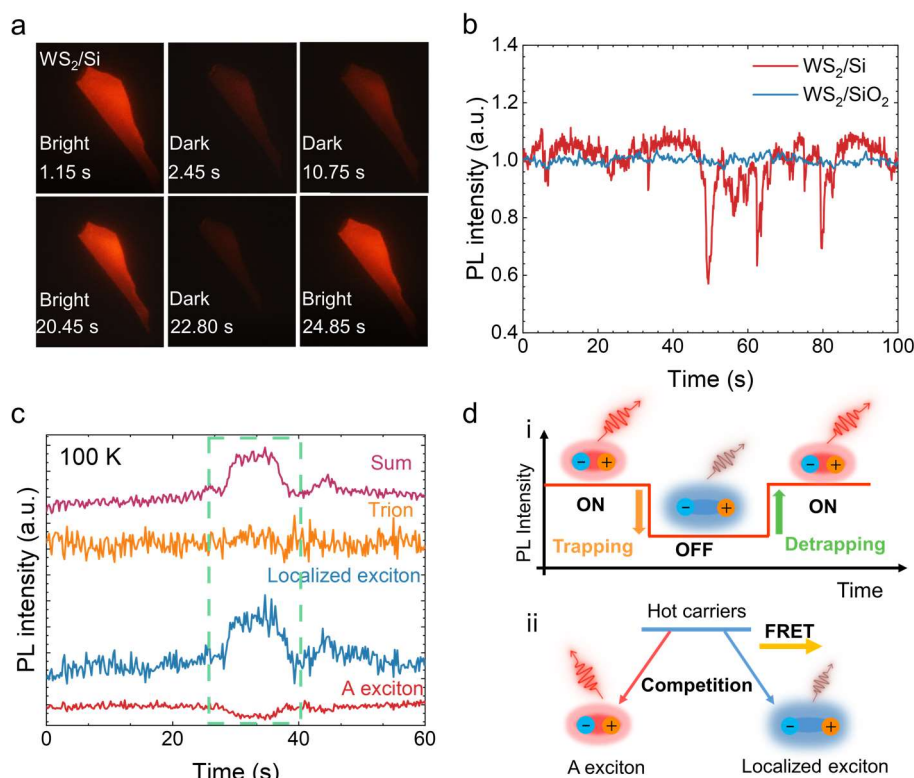 a
WS₂/Si
Bright
1.15 s
Dark
2.45 s
Dark
10.75 s
Bright
20.45 s
Dark
22.80 s
Bright
24.85 s
b
PL intensity (a.u.)
1.4
1.2
1.0
0.8
0.6
0.4
WS₂/Si
WS₂/SiO₂
0 20 40 60 80 100
Time (s)
c
PL intensity (a.u.)
100 K
Sum
Trion
Localized exciton
A exciton
0 20 40 60
Time (s)
d
i
PL Intensity
- +
- +
- +
ON
ON
Trapping
OFF
Detrapping
Time
ii
Hot carriers
FRET
Competition
- +
- +
A exciton
Localized exciton